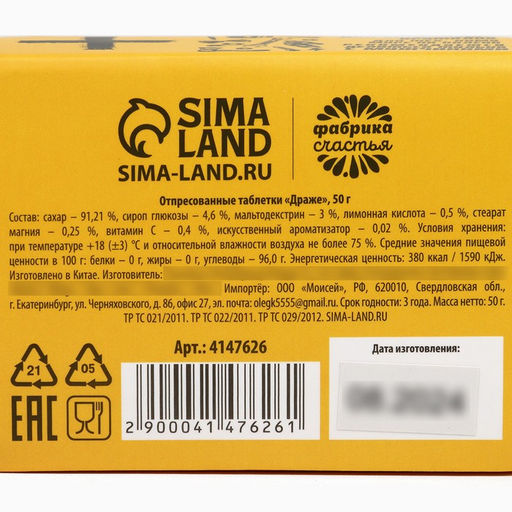 SIMA
LAND
SIMA-LAND.RU
фабрика
счастья
Отпресованные таблетки «Драже», 50 г
Состав: сахар – 91,21 %, сироп глюкозы – 4,6 %, мальтодекстрин – 3 %, лимонная кислота – 0,5 %, стеарат
магния – 0,25 %, витамин С – 0,4 %, искусственный ароматизатор – 0,02 %. Условия хранения:
при температуре +18 (±3) °С и относительной влажности воздуха не более 75 %. Средние значения пищевой
ценности в 100 г: белки – 0 г, жиры – 0 г, углеводы – 96,0 г. Энергетическая ценность: 380 ккал / 1590 кДж.
Изготовлено в Китае. Изготовитель:
Импортёр: ООО «Моисей», РФ, 620010, Свердловская обл.,
г. Екатеринбург, ул. Черняховского, д. 86, офис 27, эл. почта: olegk5555@gmail.ru. Срок годности: 3 года. Масса нетто: 50 г.
ТР ТС 021/2011. ТР ТС 022/2011. ТР ТС 029/2012. SIMA-LAND.RU
Арт.: 4147626
Дата изготовления:
08.2024
21
05
EAC
2 900041 476261